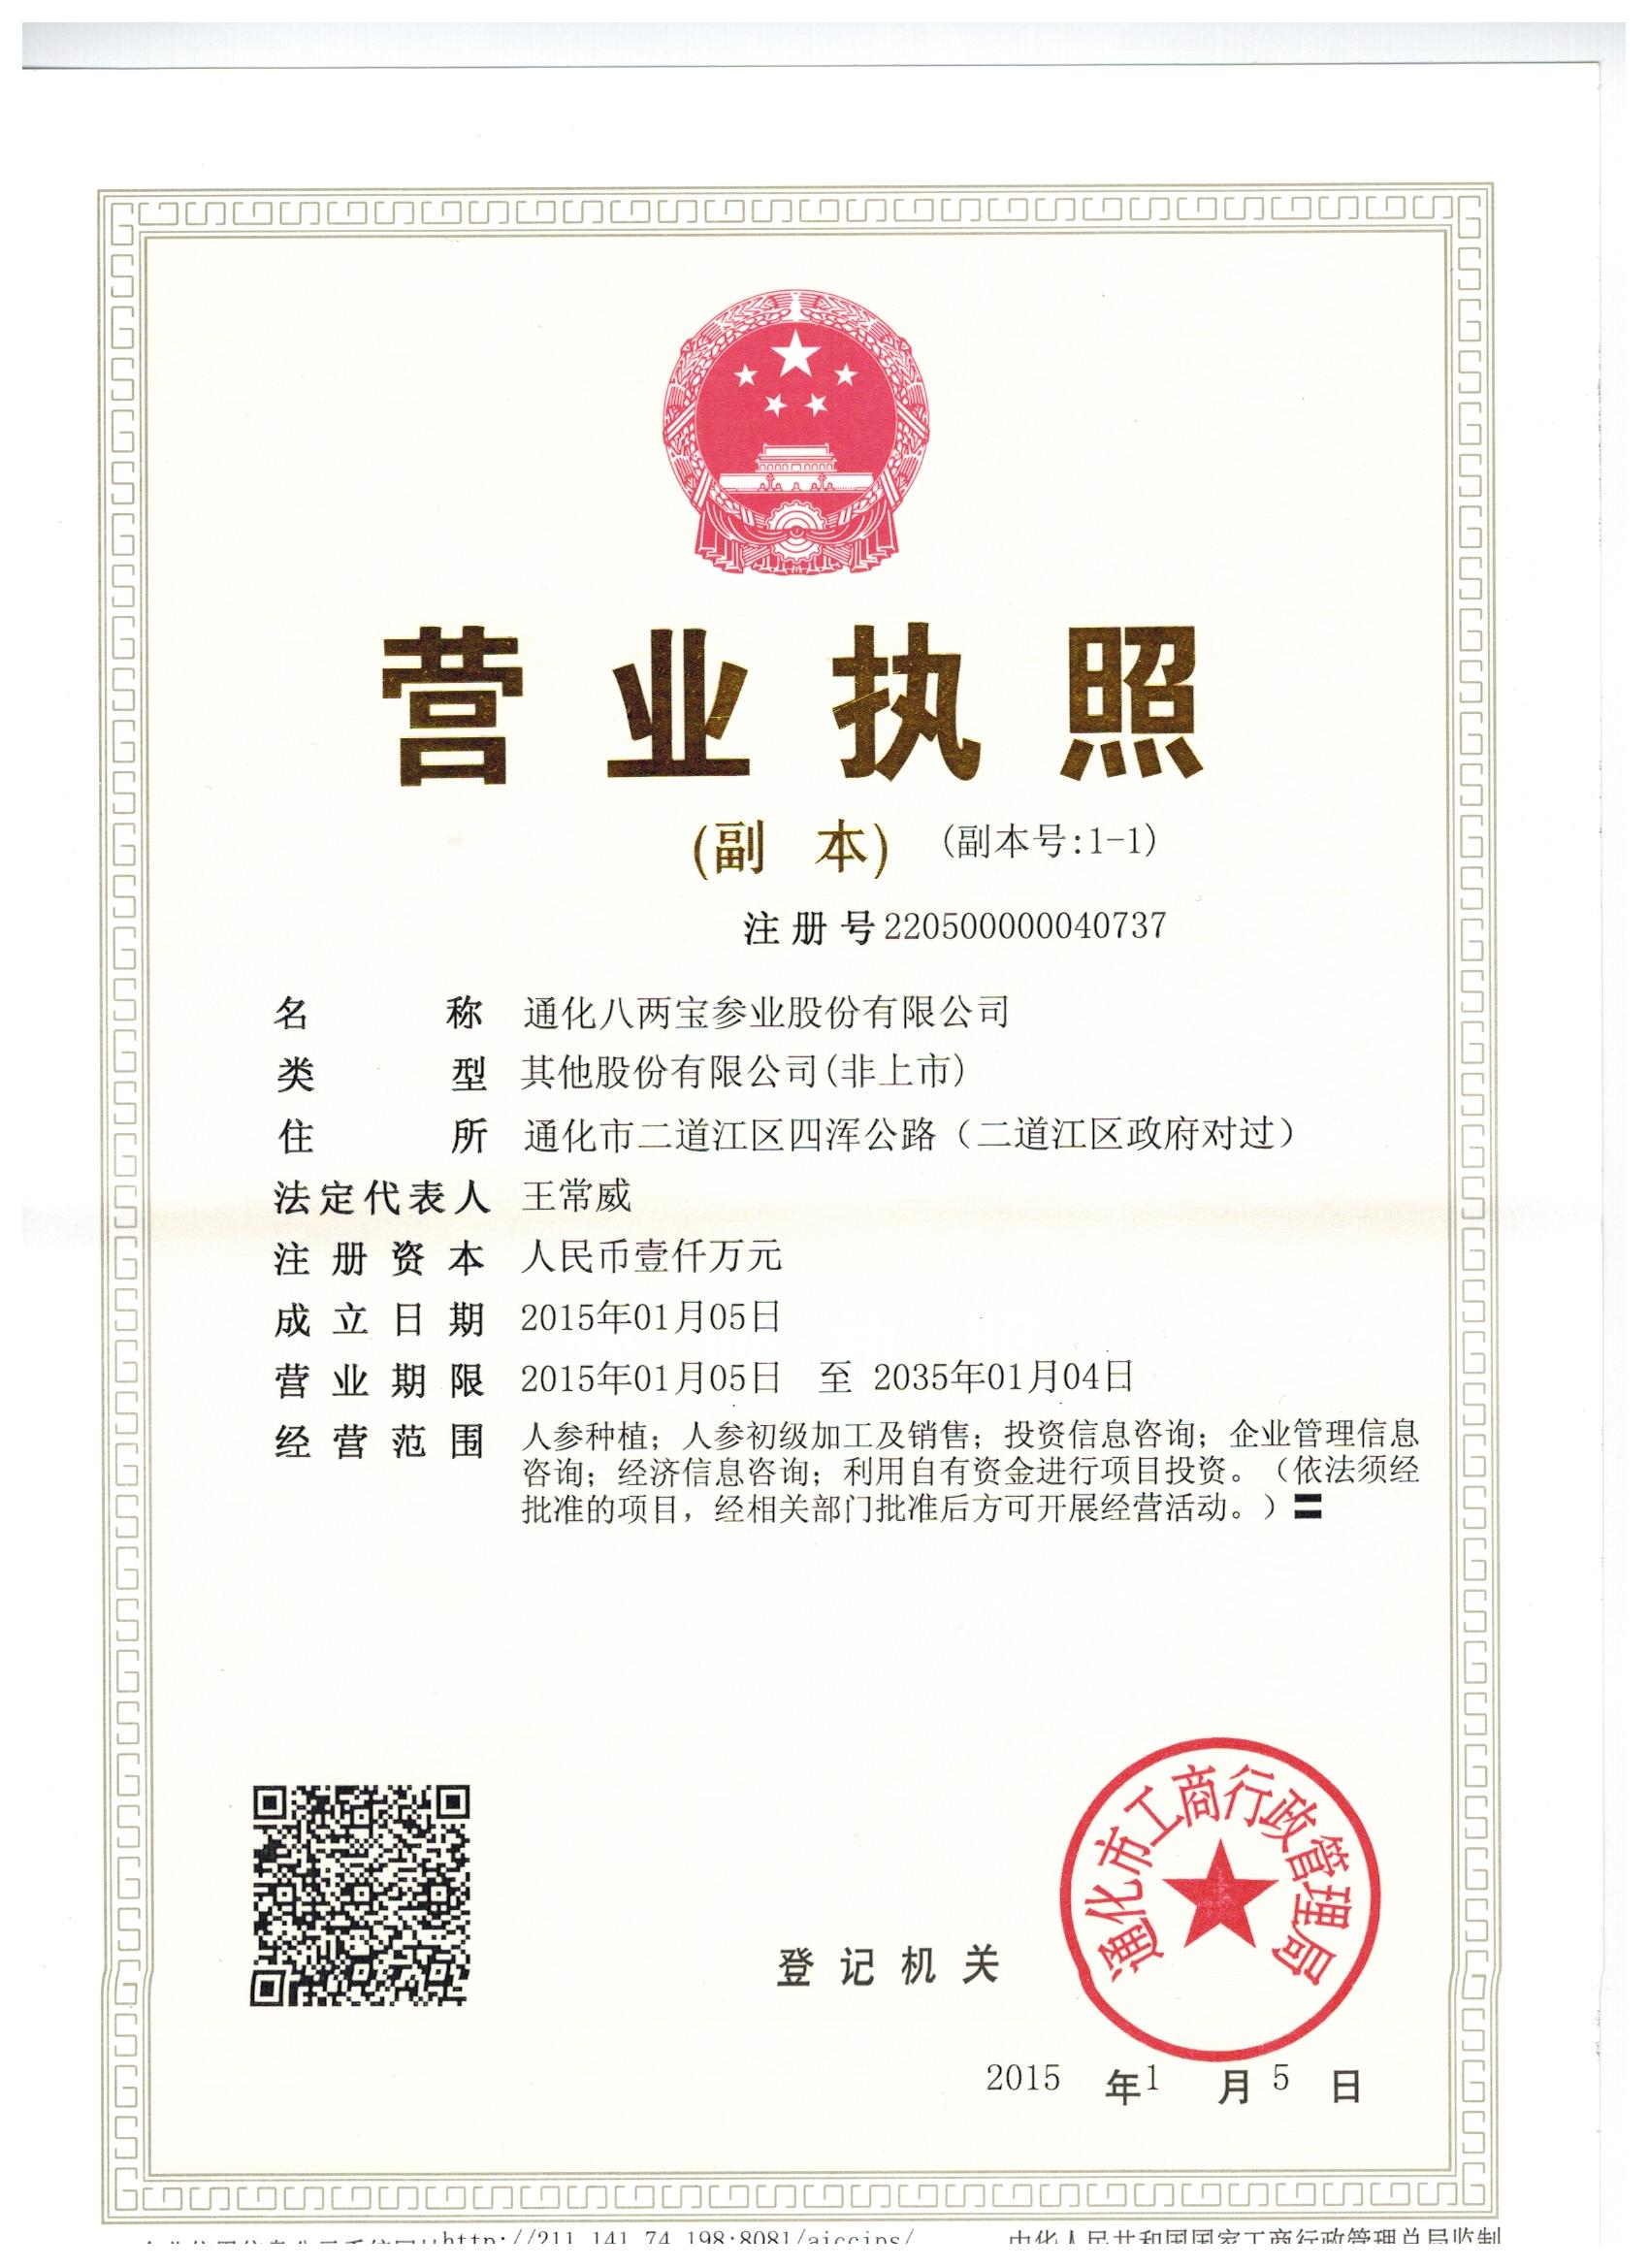 营业执照
(副 本) (副本号:1-1)
注册号220500000040737
名 称 通化八两宝参业股份有限公司
类 型 其他股份有限公司(非上市)
住 所 通化市二道江区四浑公路（二道江区政府对过）
法定代表人 王常威
注册资本 人民币壹仟万元
成立日期 2015年01月05日
营业期限 2015年01月05日 至 2035年01月04日
经营范围 人参种植；人参初级加工及销售；投资信息咨询；企业管理信息
咨询；经济信息咨询；利用自有资金进行项目投资。（依法须经
批准的项目，经相关部门批准后方可开展经营活动。）
通化市工商行政管理局
登记机关
2015 年1 月5 日
http://211.141.74.198:8081/aiccips/ 中华人民共和国国家工商行政管理总局监制